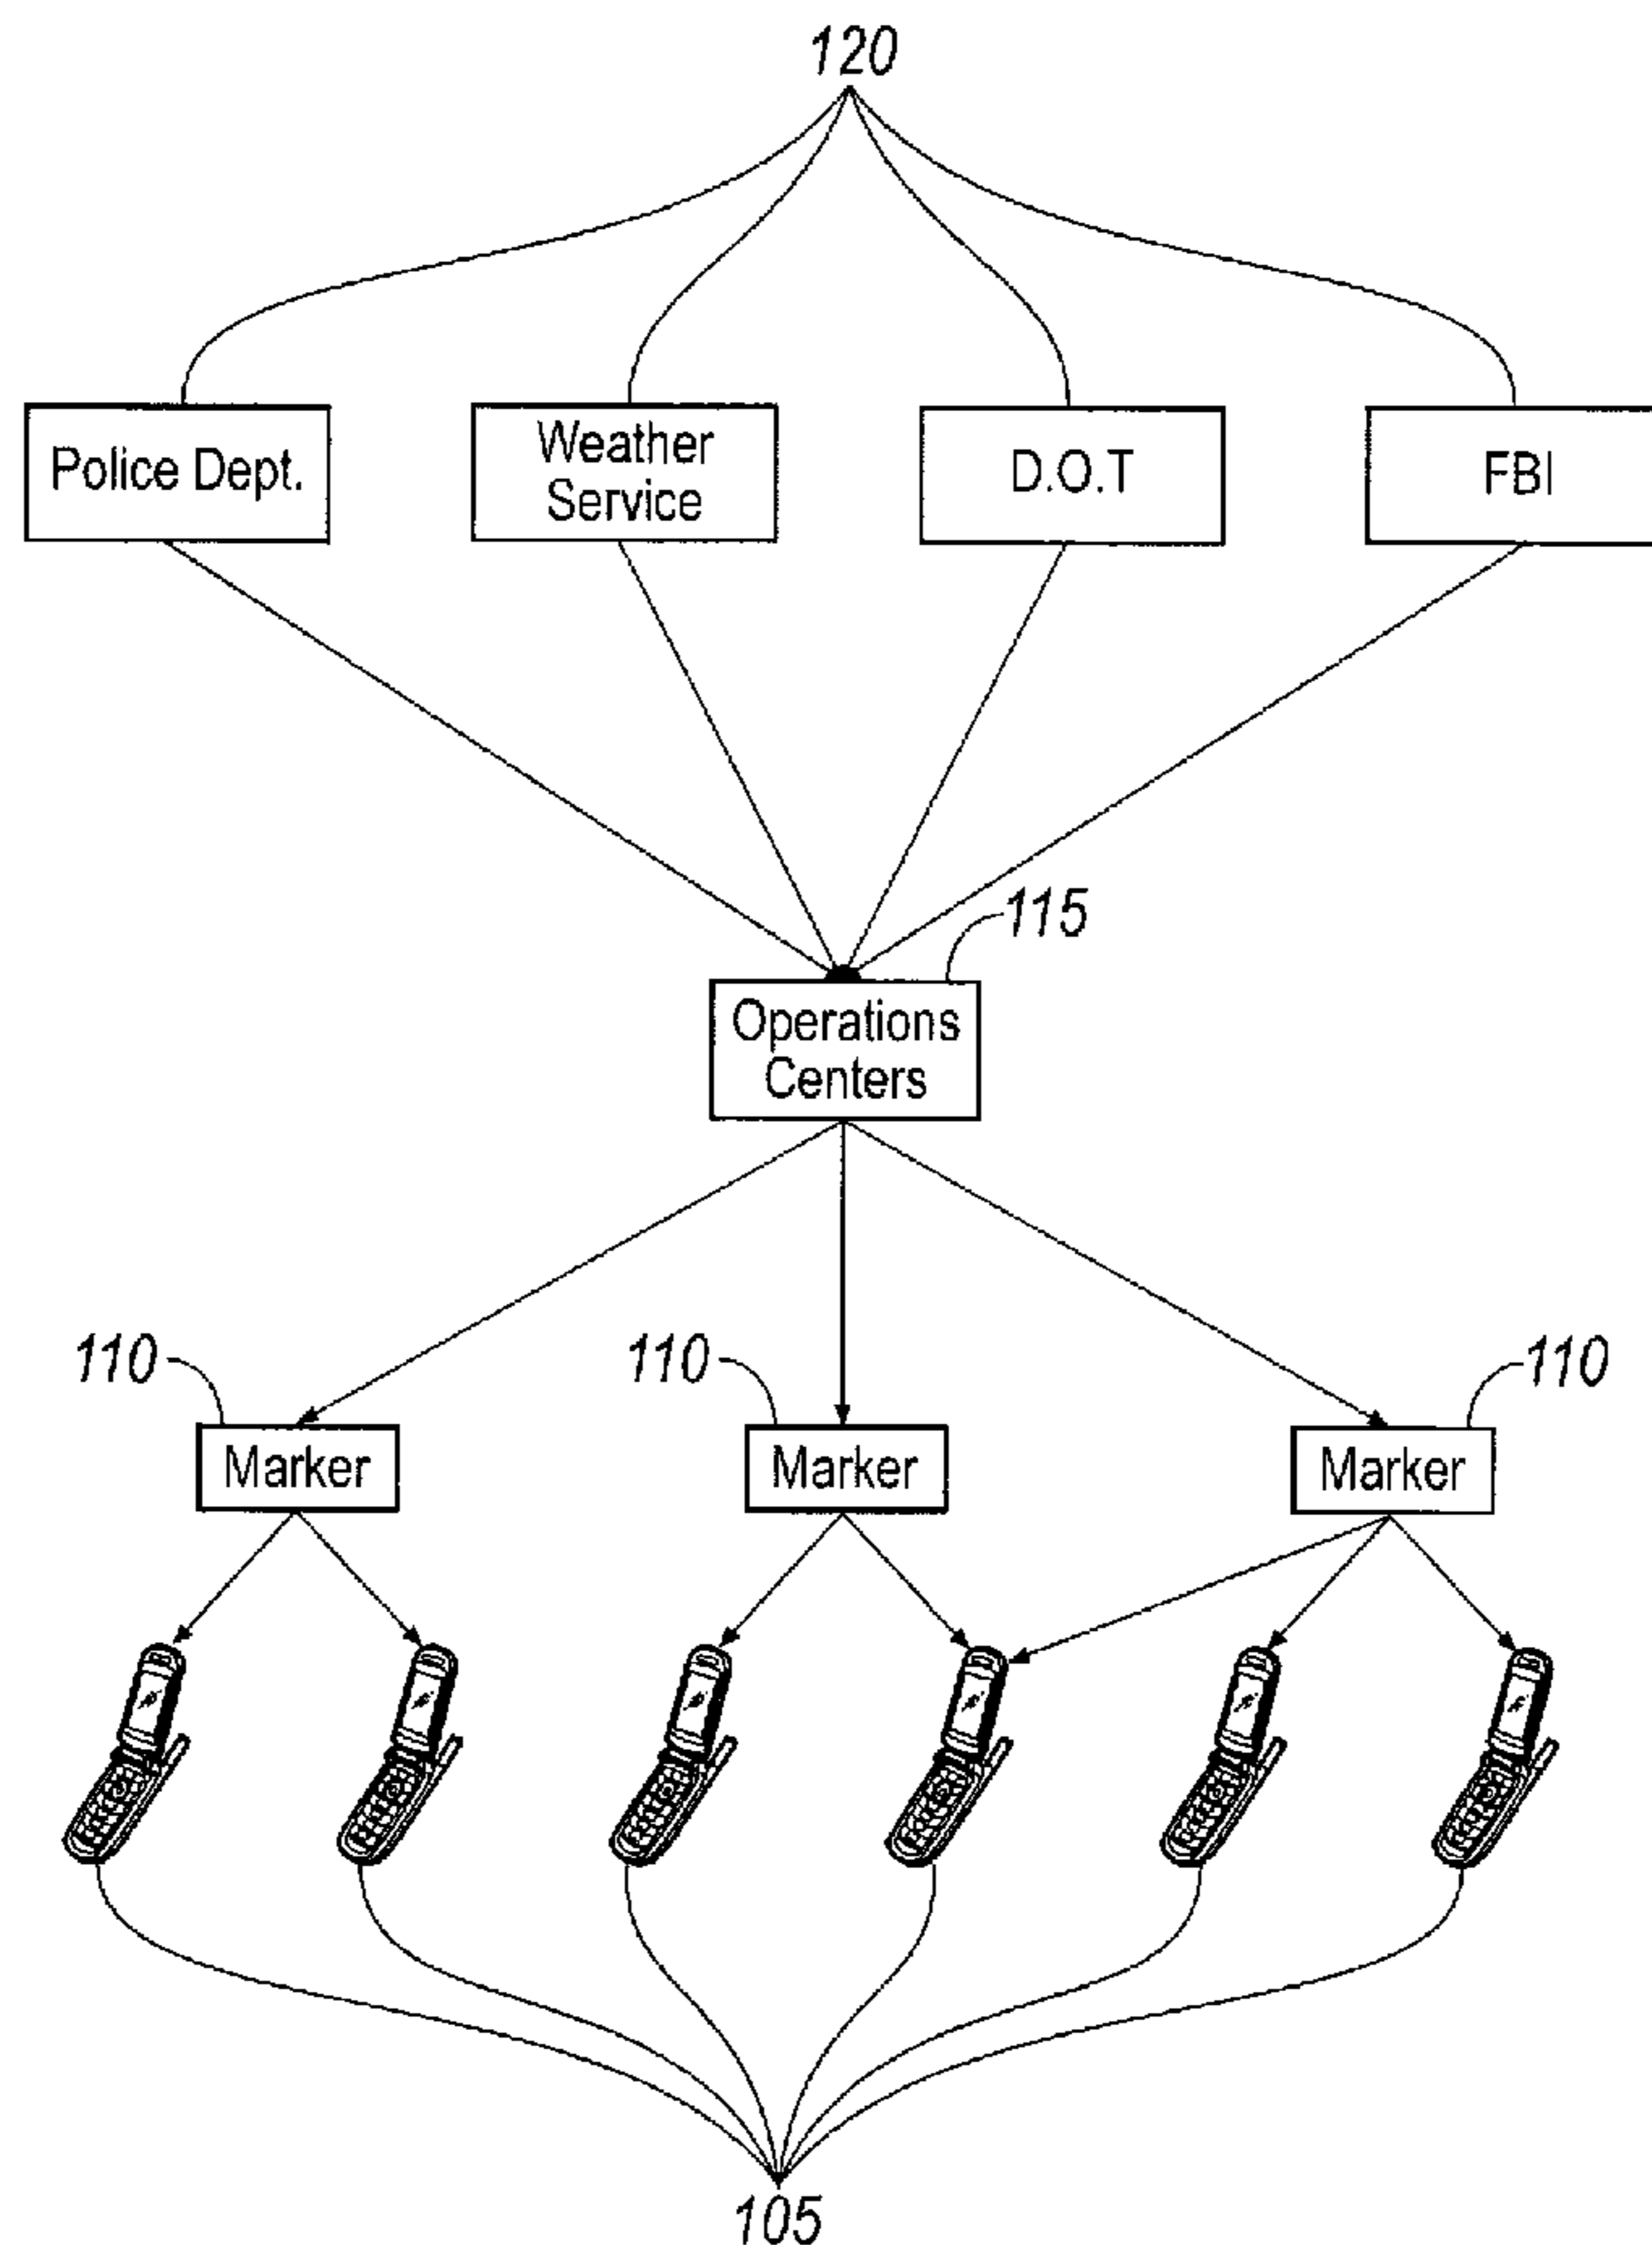 120
Police Dept.
Weather
Service
D.O.T
FBI
115
Operations
Centers
110
110
110
Marker
Marker
Marker
105